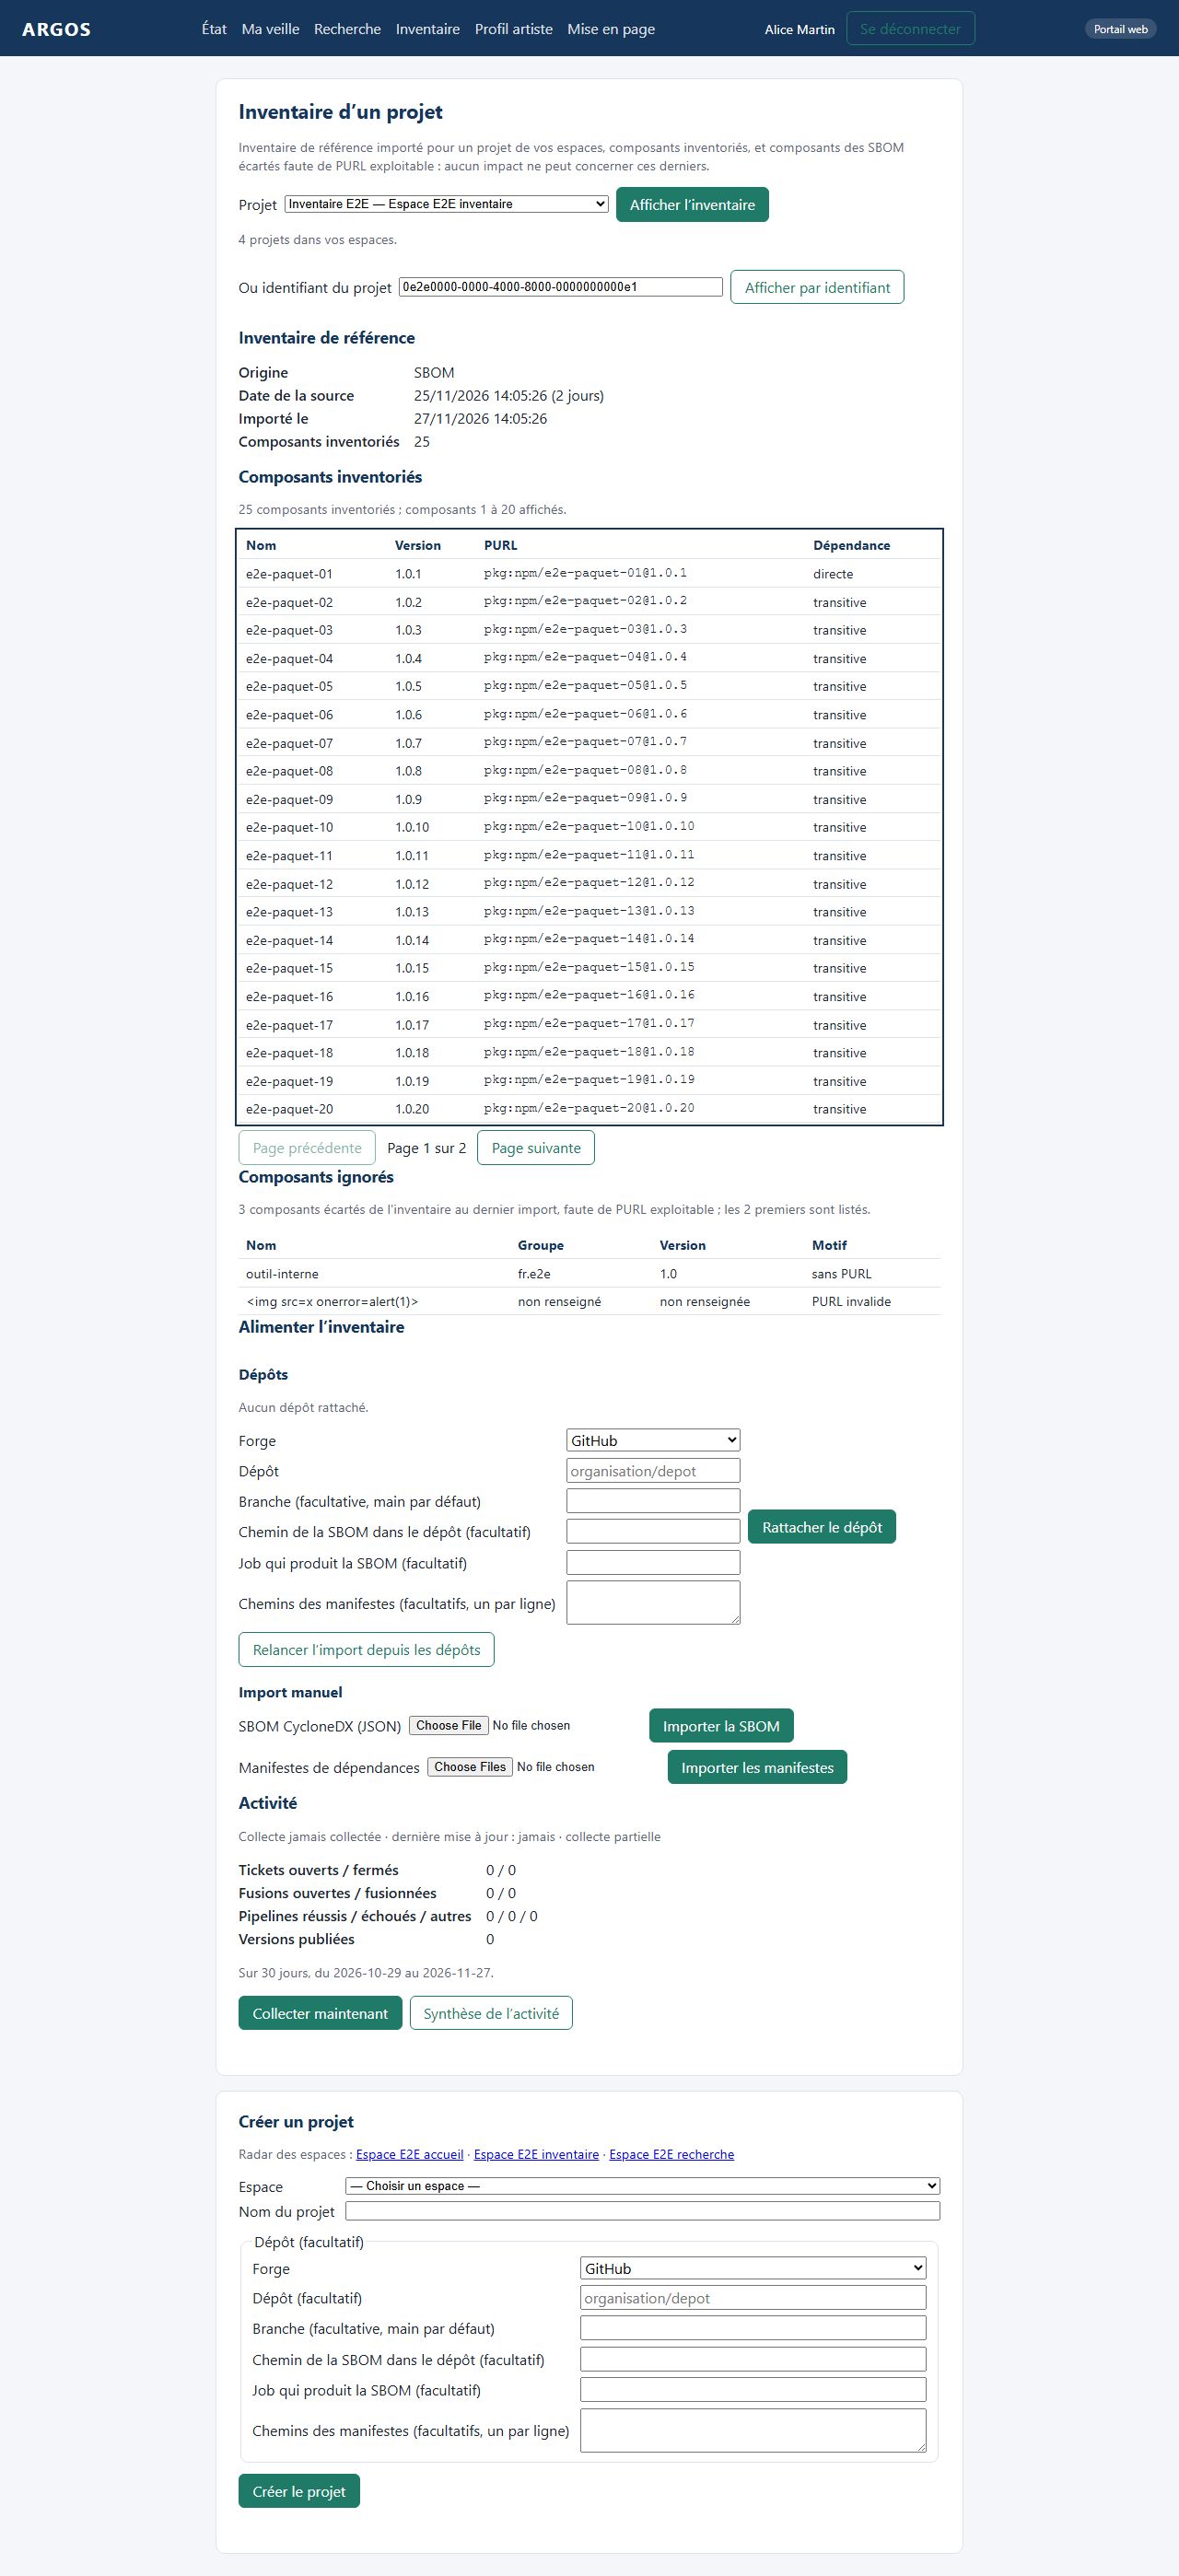 ARGOS
État Ma veille Recherche Inventaire Profil artiste Mise en page
Alice Martin Se déconnecter
Portail web
Inventaire d’un projet
Inventaire de référence importé pour un projet de vos espaces, composants inventoriés, et composants des SBOM
écartés faute de PURL exploitable : aucun impact ne peut concerner ces derniers.
Projet Inventaire E2E — Espace E2E inventaire Afficher l’inventaire
4 projets dans vos espaces.
Ou identifiant du projet 0e2e0000-0000-4000-8000-0000000000e1 Afficher par identifiant
Inventaire de référence
Origine SBOM
Date de la source 25/11/2026 14:05:26 (2 jours)
Importé le 27/11/2026 14:05:26
Composants inventoriés 25
Composants inventoriés
25 composants inventoriés ; composants 1 à 20 affichés.
Nom Version PURL Dépendance
e2e-paquet-01 1.0.1 pkg:npm/e2e-paquet-01@1.0.1 directe
e2e-paquet-02 1.0.2 pkg:npm/e2e-paquet-02@1.0.2 transitive
e2e-paquet-03 1.0.3 pkg:npm/e2e-paquet-03@1.0.3 transitive
e2e-paquet-04 1.0.4 pkg:npm/e2e-paquet-04@1.0.4 transitive
e2e-paquet-05 1.0.5 pkg:npm/e2e-paquet-05@1.0.5 transitive
e2e-paquet-06 1.0.6 pkg:npm/e2e-paquet-06@1.0.6 transitive
e2e-paquet-07 1.0.7 pkg:npm/e2e-paquet-07@1.0.7 transitive
e2e-paquet-08 1.0.8 pkg:npm/e2e-paquet-08@1.0.8 transitive
e2e-paquet-09 1.0.9 pkg:npm/e2e-paquet-09@1.0.9 transitive
e2e-paquet-10 1.0.10 pkg:npm/e2e-paquet-10@1.0.10 transitive
e2e-paquet-11 1.0.11 pkg:npm/e2e-paquet-11@1.0.11 transitive
e2e-paquet-12 1.0.12 pkg:npm/e2e-paquet-12@1.0.12 transitive
e2e-paquet-13 1.0.13 pkg:npm/e2e-paquet-13@1.0.13 transitive
e2e-paquet-14 1.0.14 pkg:npm/e2e-paquet-14@1.0.14 transitive
e2e-paquet-15 1.0.15 pkg:npm/e2e-paquet-15@1.0.15 transitive
e2e-paquet-16 1.0.16 pkg:npm/e2e-paquet-16@1.0.16 transitive
e2e-paquet-17 1.0.17 pkg:npm/e2e-paquet-17@1.0.17 transitive
e2e-paquet-18 1.0.18 pkg:npm/e2e-paquet-18@1.0.18 transitive
e2e-paquet-19 1.0.19 pkg:npm/e2e-paquet-19@1.0.19 transitive
e2e-paquet-20 1.0.20 pkg:npm/e2e-paquet-20@1.0.20 transitive
Page précédente Page 1 sur 2 Page suivante
Composants ignorés
3 composants écartés de l’inventaire au dernier import, faute de PURL exploitable ; les 2 premiers sont listés.
Nom Groupe Version Motif
outil-interne fr.e2e 1.0 sans PURL
<img src=x onerror=alert(1)> non renseigné non renseignée PURL invalide
Alimenter l’inventaire
Dépôts
Aucun dépôt rattaché.
Forge GitHub
Dépôt organisation/depot
Branche (facultative, main par défaut)
Chemin de la SBOM dans le dépôt (facultatif)
Rattacher le dépôt
Job qui produit la SBOM (facultatif)
Chemins des manifestes (facultatifs, un par ligne)
Relancer l’import depuis les dépôts
Import manuel
SBOM CycloneDX (JSON) Choose File No file chosen Importer la SBOM
Manifestes de dépendances Choose Files No file chosen Importer les manifestes
Activité
Collecte jamais collectée · dernière mise à jour : jamais · collecte partielle
Tickets ouverts / fermés 0 / 0
Fusions ouvertes / fusionnées 0 / 0
Pipelines réussis / échoués / autres 0 / 0 / 0
Versions publiées 0
Sur 30 jours, du 2026-10-29 au 2026-11-27.
Collecter maintenant Synthèse de l’activité
Créer un projet
Radar des espaces : Espace E2E accueil · Espace E2E inventaire · Espace E2E recherche
Espace — Choisir un espace —
Nom du projet
Dépôt (facultatif)
Forge GitHub
Dépôt (facultatif) organisation/depot
Branche (facultative, main par défaut)
Chemin de la SBOM dans le dépôt (facultatif)
Job qui produit la SBOM (facultatif)
Chemins des manifestes (facultatifs, un par ligne)
Créer le projet